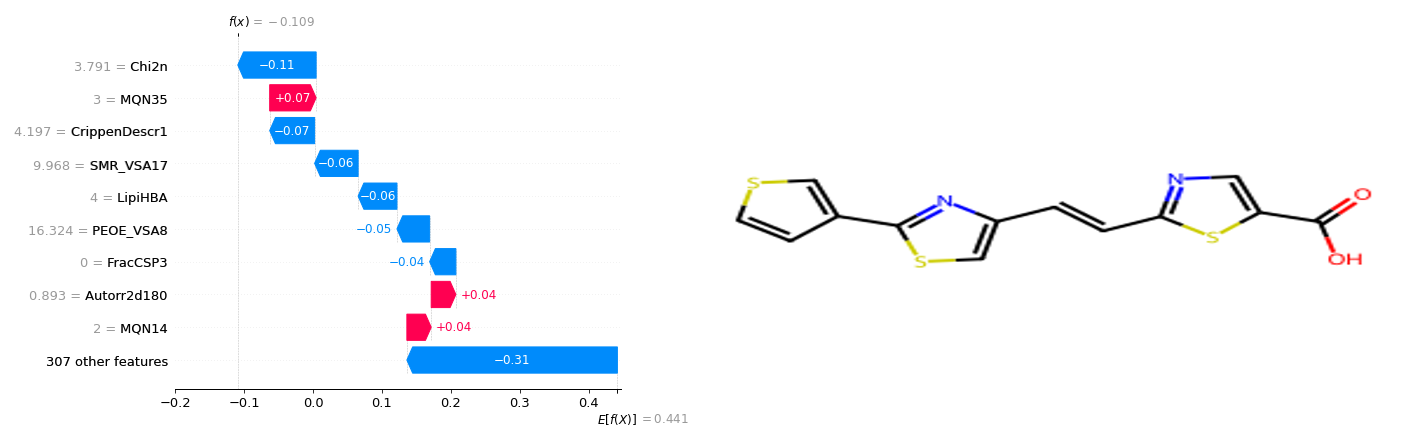 f(x) = −0.109
3.791 = Chi2n
−0.11
3 = MQN35
+0.07
4.197 = CrippenDescr1
−0.07
9.968 = SMR_VSA17
−0.06
4 = LipiHBA
−0.06
16.324 = PEOE_VSA8
−0.05
0 = FracCSP3
−0.04
0.893 = Autorr2d180
+0.04
2 = MQN14
+0.04
307 other features
−0.31
−0.2 −0.1 0.0 0.1 0.2 0.3 0.4
E[f(X)] = 0.441
S
N
S
N
S
O
OH